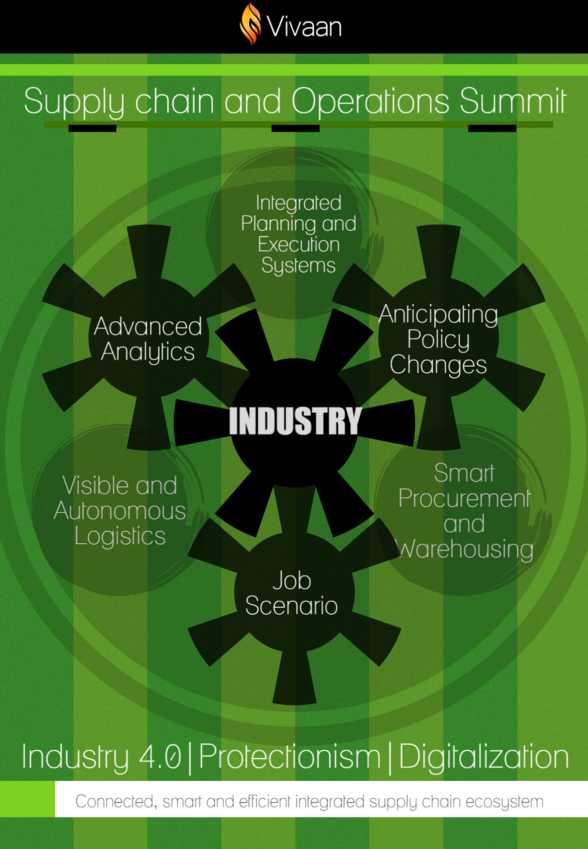 Vivaan
Supply chain and Operations Summit
Integrated
Planning and
Execution
Systems
Advanced
Analytics
Anticipating
Policy
Changes
INDUSTRY
Visible and
Autonomous
Logistics
Smart
Procurement
and
Warehousing
Job
Scenario
Industry 4.0|Protectionism|Digitalization
Connected, smart and efficient integrated supply chain ecosystem